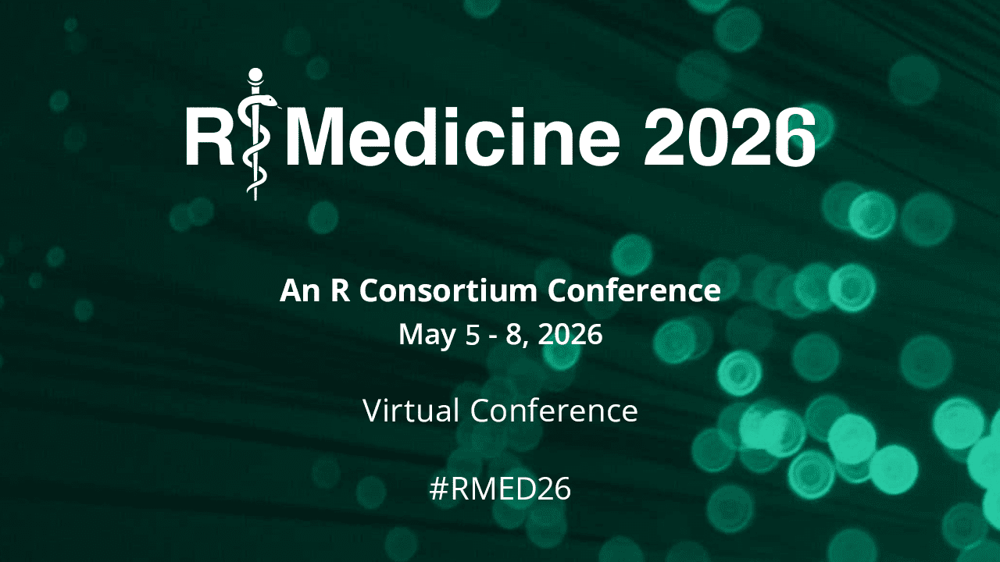 R Medicine 2026
An R Consortium Conference
May 5 - 8, 2026
Virtual Conference
#RMED26